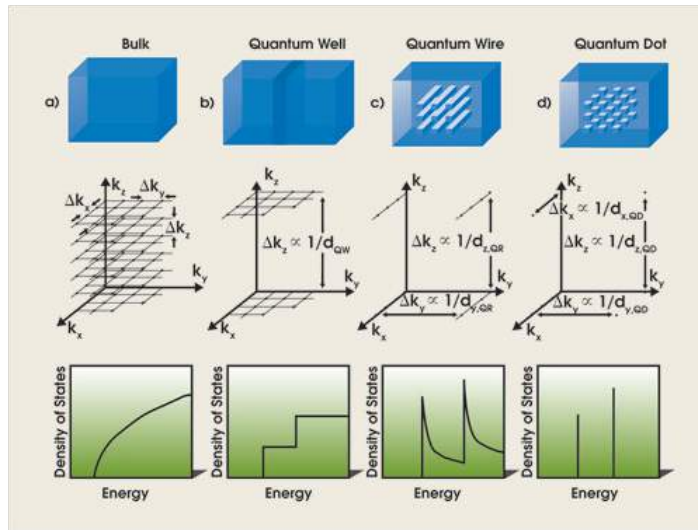 Bulk Quantum Well Quantum Wire Quantum Dot
a) b) c) d)
k_z Δk_y k_z k_z k_z
Δk_x Δk_x ∝ 1/d_x,QD
Δk_z Δk_z ∝ 1/d_QW Δk_z ∝ 1/d_z,QR Δk_z ∝ 1/d_z,QD
k_y k_y k_y k_y
Δk_y ∝ 1/d_y,QR Δk_y ∝ 1/d_y,QD
k_x k_x k_x k_x
Density of States Density of States Density of States Density of States
Energy Energy Energy Energy